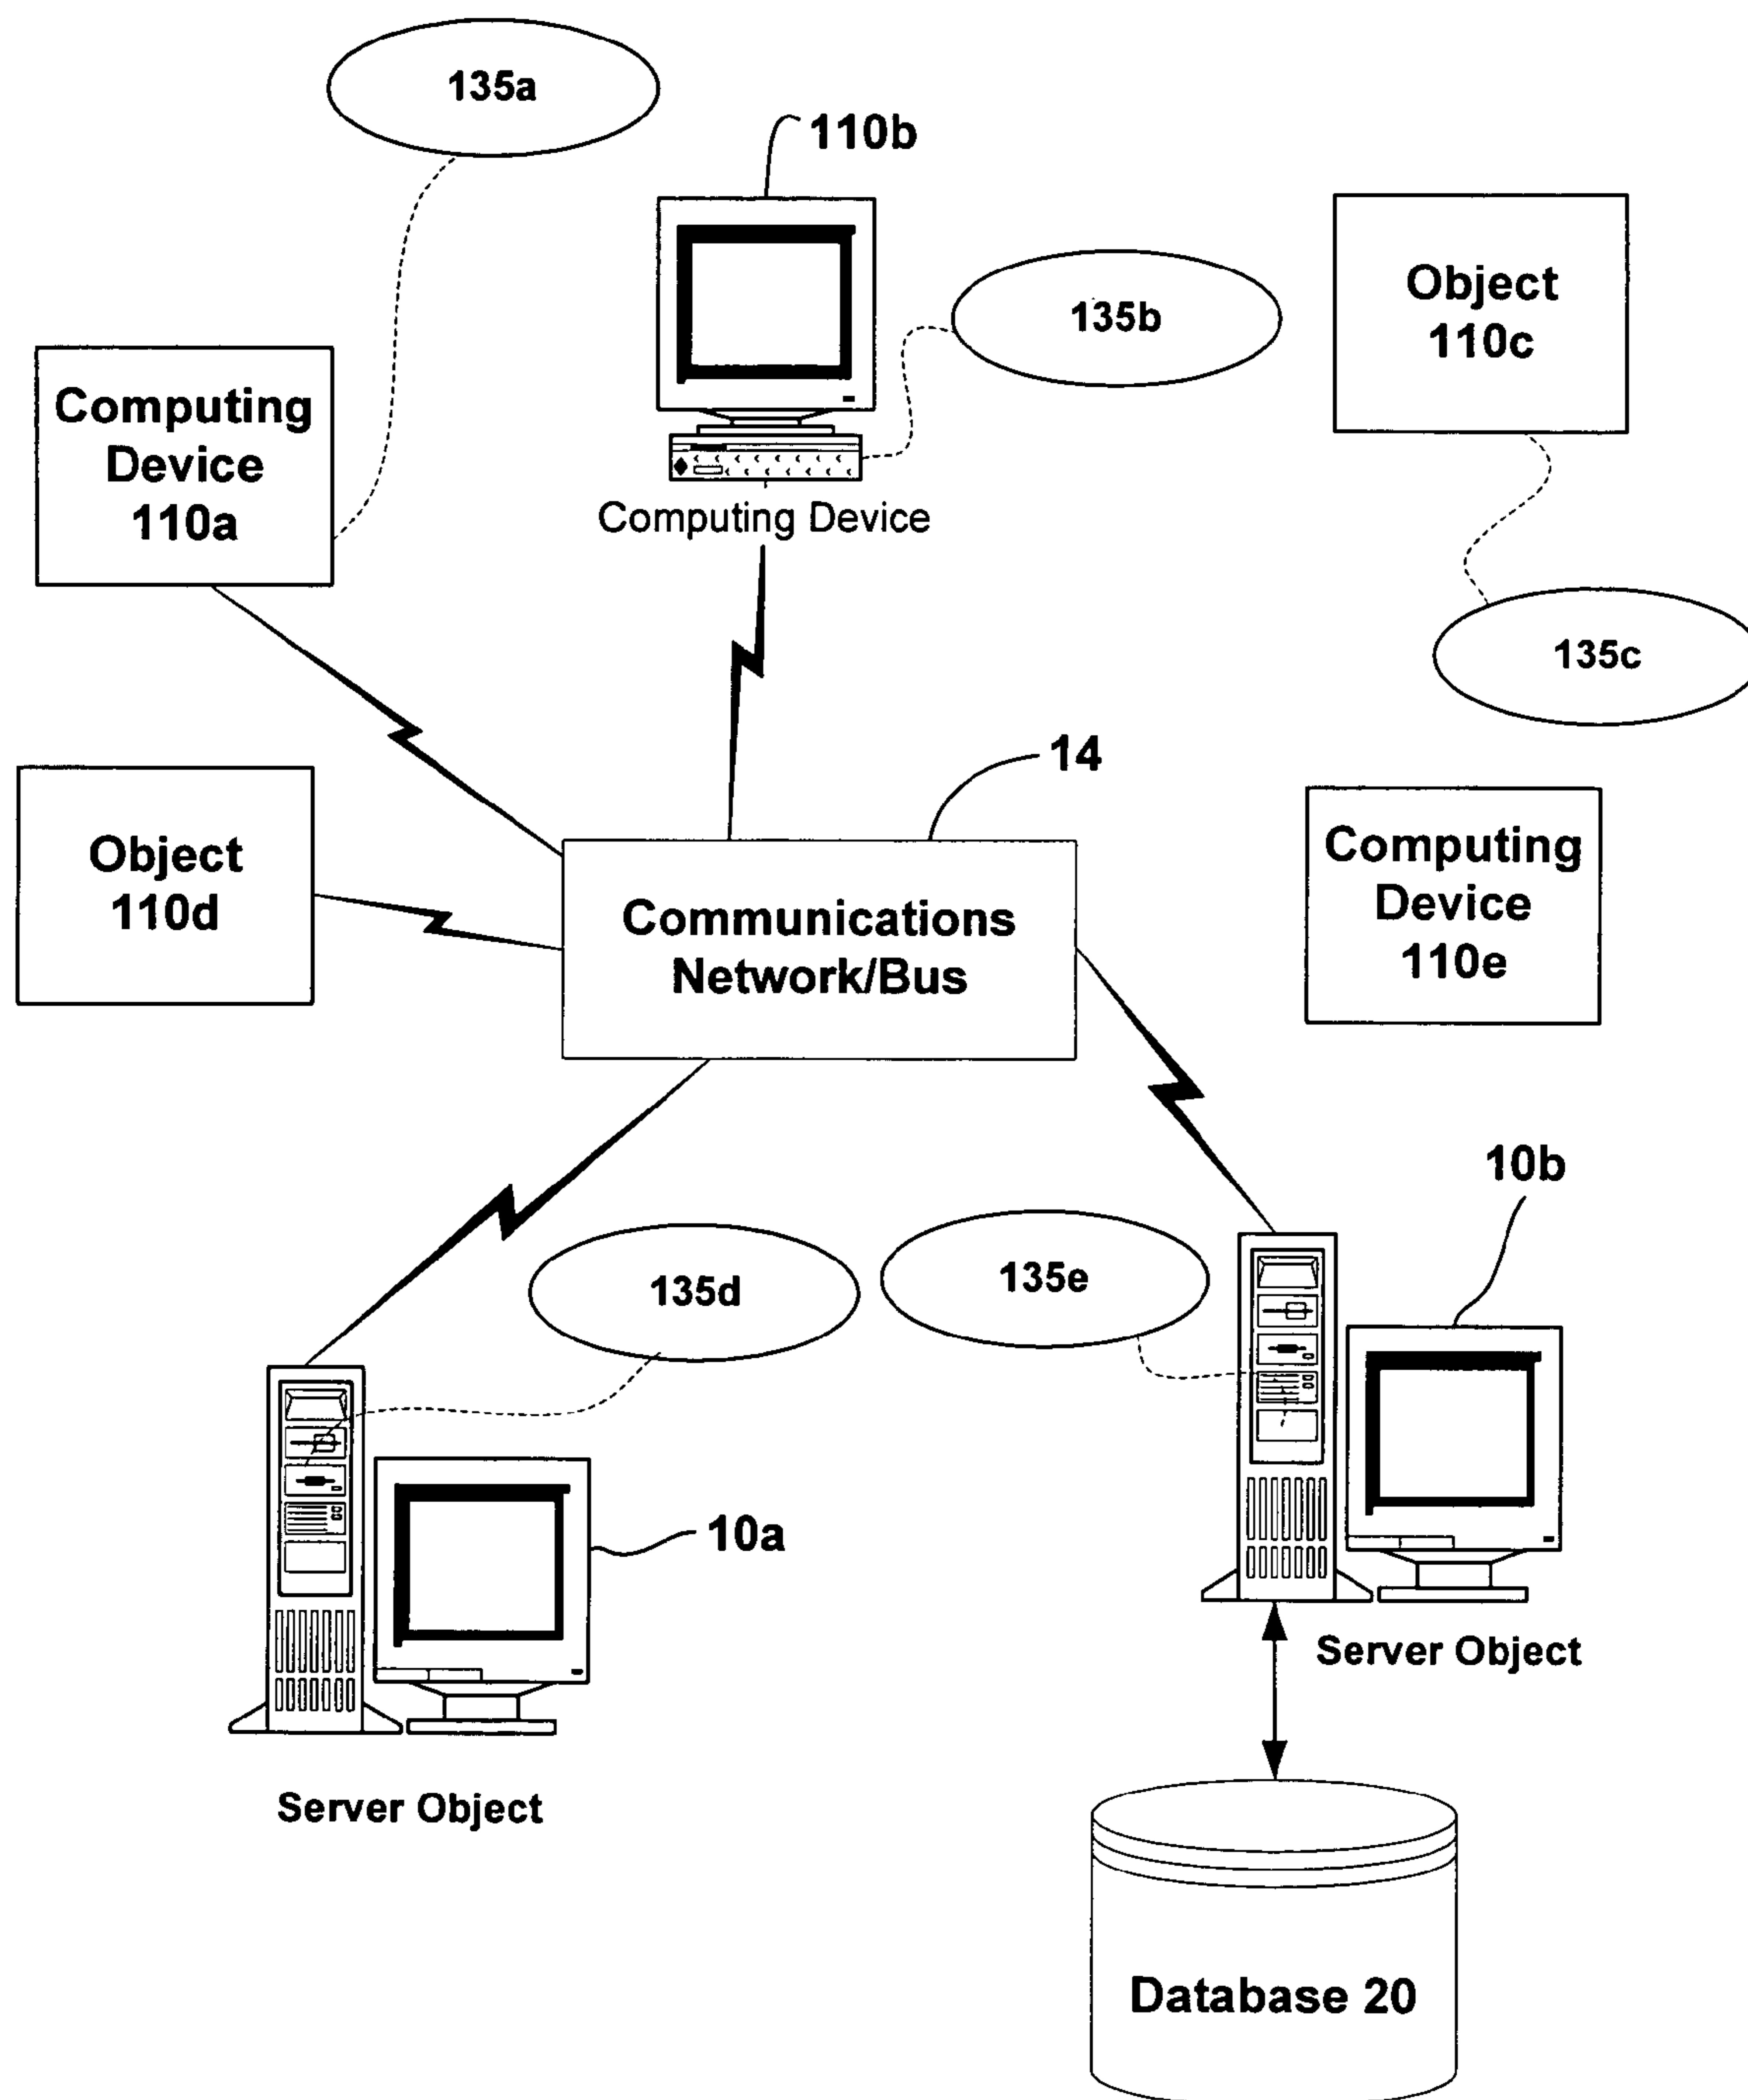 135a
110b
Object
110c
135b
Computing
Device
110a
Computing Device
135c
14
Object
110d
Communications
Network/Bus
Computing
Device
110e
10b
135d
135e
10a
Server Object
Server Object
Database 20